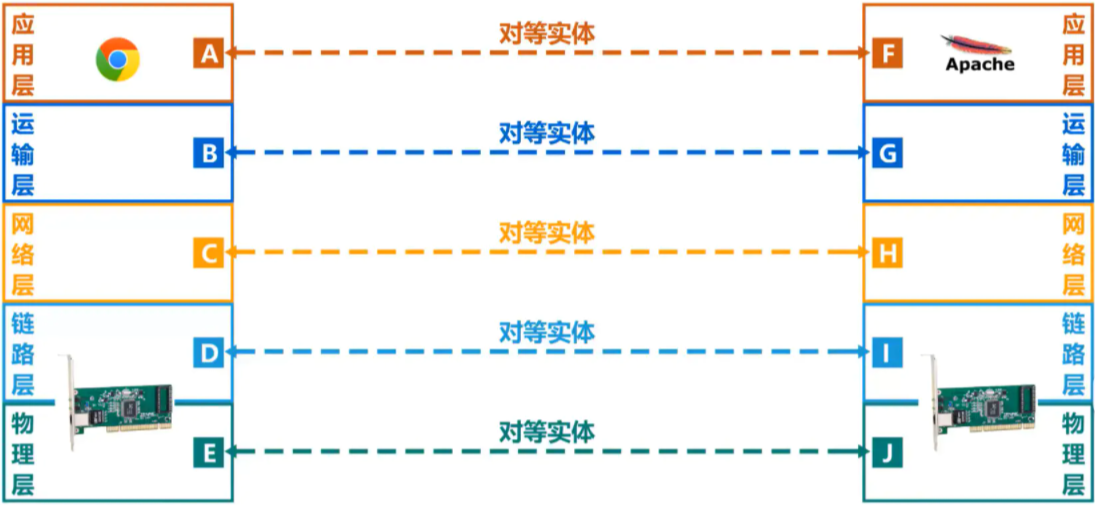 应用层
A
对等实体
F
Apache
应用层
运输层
B
对等实体
G
运输层
网络层
C
对等实体
H
网络层
链路层
D
对等实体
I
链路层
物理层
E
对等实体
J
物理层